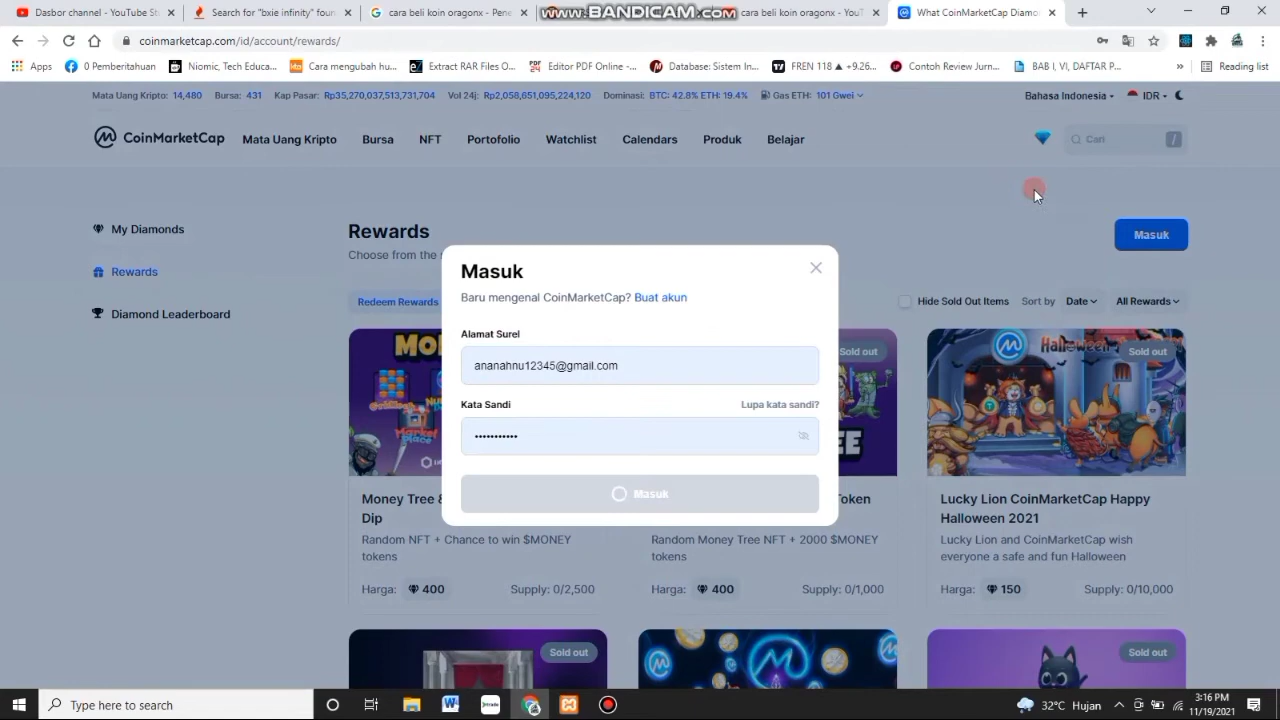 Dasbor channel - YouTube St
Search for "bxie infinity" foun
cara beli koin oragonx - Pene
www.BANDICAM.com
cara beli koin oragonx - YouT
What CoinMarketCap Diamo
coinmarketcap.com/id/account/rewards/
Apps
0 Pemberitahuan
Niomic, Tech Educa...
Cara mengubah hu...
Extract RAR Files O...
Editor PDF Online -...
Database: Sistem In...
FREN 118 ▲ +9.26...
Contoh Review Jurn...
BAB I, VI, DAFTAR P...
»
Reading list
Mata Uang Kripto: 14,480 Bursa: 431 Kap Pasar: Rp35,270,037,513,731,704 Vol 24j: Rp2,058,651,095,224,120 Dominasi: BTC: 42.8% ETH: 19.4% Gas ETH: 101 Gwei
Bahasa Indonesia
IDR
CoinMarketCap
Mata Uang Kripto
Bursa
NFT
Portofolio
Watchlist
Calendars
Produk
Belajar
Cari
/
My Diamonds
Rewards
Diamond Leaderboard
Rewards
Choose from the
Masuk
Redeem Rewards
Hide Sold Out Items
Sort by
Date
All Rewards
Masuk
Baru mengenal CoinMarketCap? Buat akun
Alamat Surel
ananahnu12345@gmail.com
Kata Sandi
Lupa kata sandi?
•••••••••••
Masuk
MO
Market
Place
Sold out
EE
Halloween
Sold out
Money Tree &
Dip
Random NFT + Chance to win $MONEY
tokens
Harga: 400
Supply: 0/2,500
Token
Random Money Tree NFT + 2000 $MONEY
tokens
Harga: 400
Supply: 0/1,000
Lucky Lion CoinMarketCap Happy
Halloween 2021
Lucky Lion and CoinMarketCap wish
everyone a safe and fun Halloween
Harga: 150
Supply: 0/10,000
Sold out
Sold out
Type here to search
32°C Hujan
3:16 PM
11/19/2021